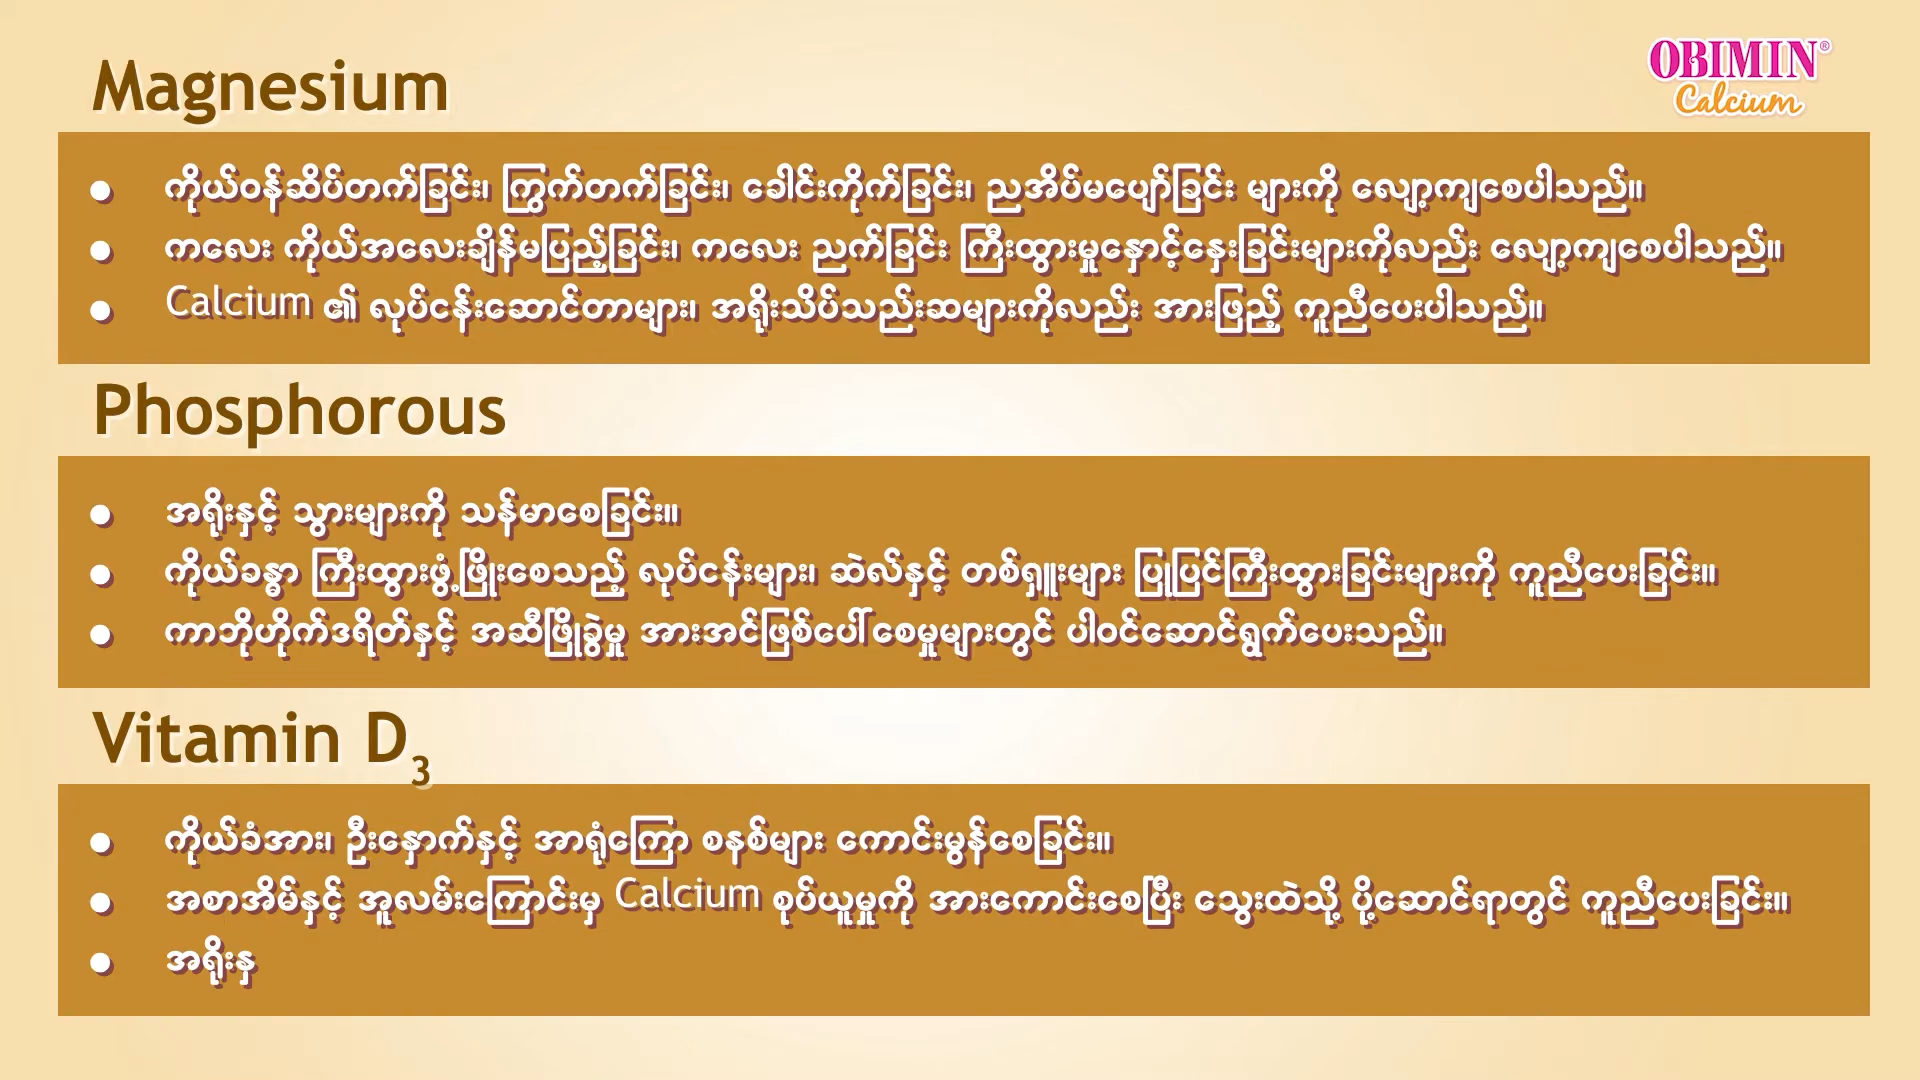 OBIMIN®
Calcium
Magnesium
● ကိုယ်ဝန်ဆိပ်တက်ခြင်း၊ ကြွက်တက်ခြင်း၊ ခေါင်းကိုက်ခြင်း၊ ညအိပ်မပျော်ခြင်း များကို လျော့ကျစေပါသည်။
● ကလေး ကိုယ်အလေးချိန်မပြည့်ခြင်း၊ ကလေး ညက်ခြင်း ကြီးထွားမှုနှောင့်နှေးခြင်းများကိုလည်း လျော့ကျစေပါသည်။
● Calcium ၏ လုပ်ငန်းဆောင်တာများ၊ အရိုးသိပ်သည်းဆများကိုလည်း အားဖြည့် ကူညီပေးပါသည်။
Phosphorous
● အရိုးနှင့် သွားများကို သန်မာစေခြင်း။
● ကိုယ်ခန္ဓာ ကြီးထွားဖွံ့ဖြိုးစေသည့် လုပ်ငန်းများ၊ ဆဲလ်နှင့် တစ်ရှူးများ ပြုပြင်ကြီးထွားခြင်းများကို ကူညီပေးခြင်း။
● ကာဘိုဟိုက်ဒရိတ်နှင့် အဆီဖြိုခွဲမှု အားအင်ဖြစ်ပေါ်စေမှုများတွင် ပါဝင်ဆောင်ရွက်ပေးသည်။
Vitamin D₃
● ကိုယ်ခံအား၊ ဦးနှောက်နှင့် အာရုံကြော စနစ်များ ကောင်းမွန်စေခြင်း။
● အစာအိမ်နှင့် အူလမ်းကြောင်းမှ Calcium စုပ်ယူမှုကို အားကောင်းစေပြီး သွေးထဲသို့ ပို့ဆောင်ရာတွင် ကူညီပေးခြင်း။
● အရိုးနှ